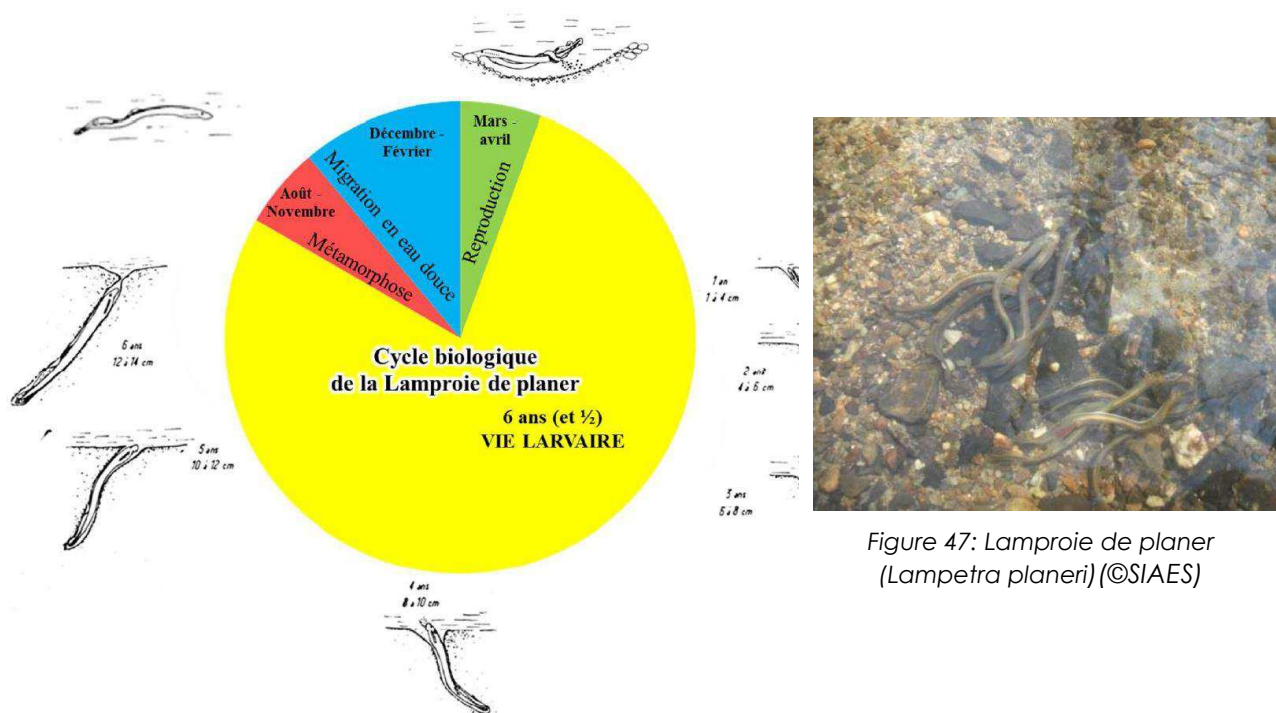 Décembre -
Février
Migration en eau douce
Mars -
avril
Reproduction
Août -
Novembre
Métamorphose
Cycle biologique
de la Lamproie de planer
6 ans (et ½)
VIE LARVAIRE
1 an
1 à 4 cm
2 ans
4 à 6 cm
3 ans
6 à 8 cm
4 ans
8 à 10 cm
5 ans
10 à 12 cm
6 ans
12 à 14 cm
Figure 47: Lamproie de planer
(Lampetra planeri)(©SIAES)